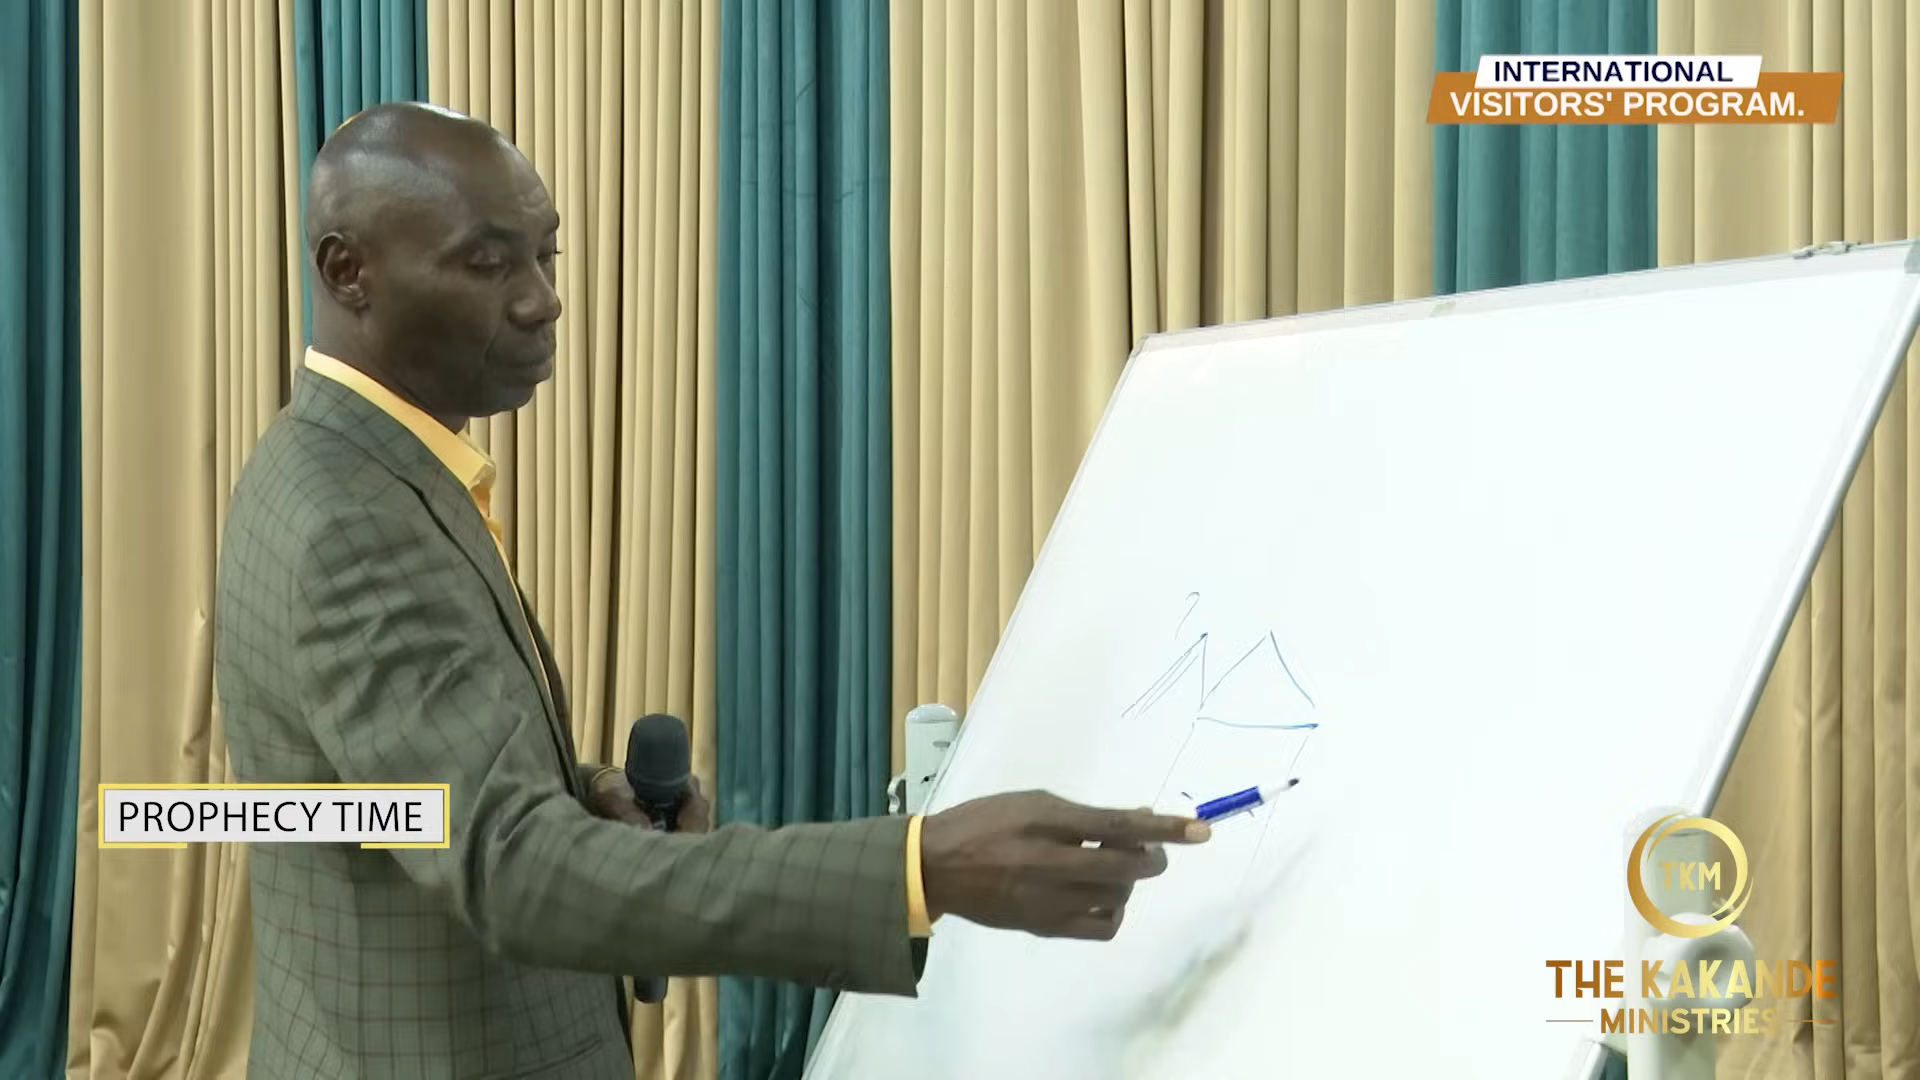 INTERNATIONAL
VISITORS' PROGRAM.
PROPHECY TIME
TKM
THE KAKANDE
MINISTRIES